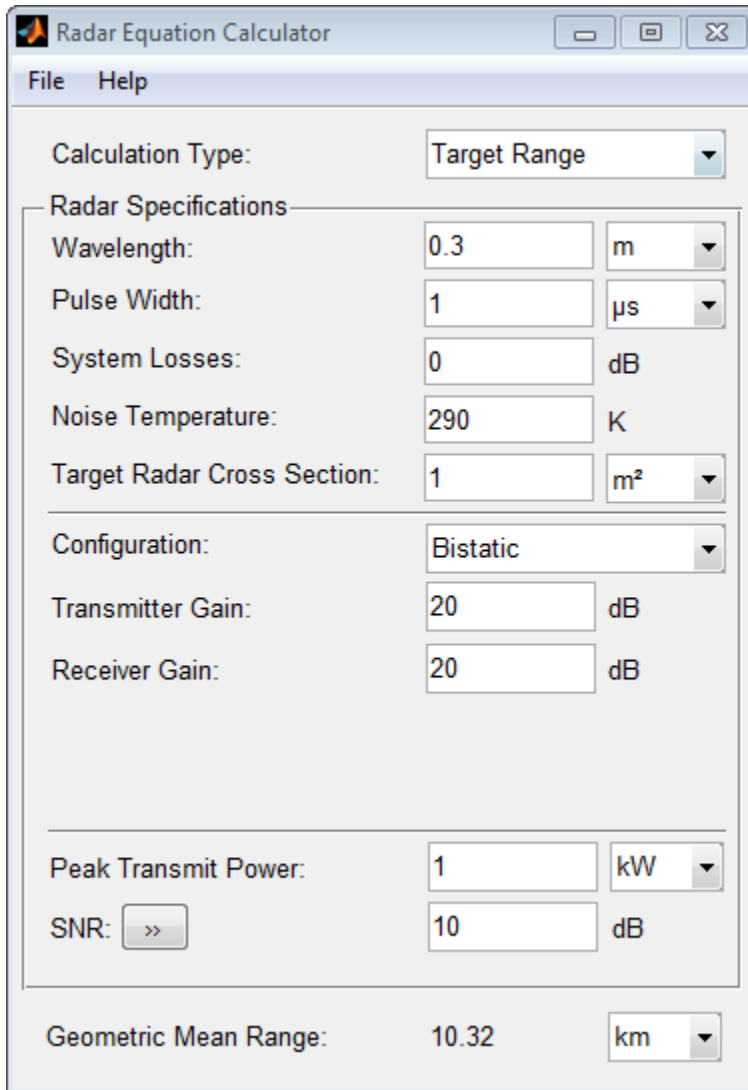 Radar Equation Calculator
File Help
Calculation Type: Target Range
Radar Specifications
Wavelength: 0.3 m
Pulse Width: 1 µs
System Losses: 0 dB
Noise Temperature: 290 K
Target Radar Cross Section: 1 m²
Configuration: Bistatic
Transmitter Gain: 20 dB
Receiver Gain: 20 dB
Peak Transmit Power: 1 kW
SNR: >> 10 dB
Geometric Mean Range: 10.32 km